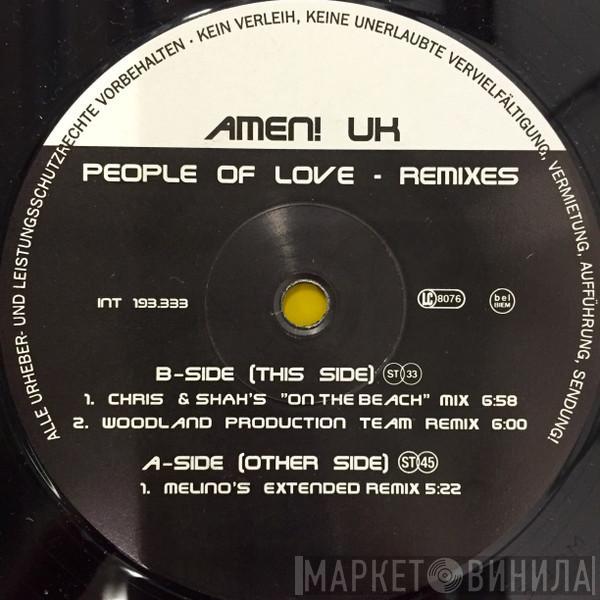 ALLE URHEBER- UND LEISTUNGSSCHUTZRECHTE VORBEHALTEN · KEIN VERLEIH, KEINE UNERLAUBTE VERVIELFÄLTIGUNG, VERMIETUNG, AUFFÜHRUNG, SENDUNG!
AMEN! UK
PEOPLE OF LOVE - REMIXES
INT 193.333
LC 8076
bel BIEM
B-SIDE (THIS SIDE) ST 33
1. CHRIS & SHAH'S "ON THE BEACH" MIX 6:58
2. WOODLAND PRODUCTION TEAM REMIX 6:00
A-SIDE (OTHER SIDE) ST 45
1. MELINO'S EXTENDED REMIX 5:22
МАРКЕТ ВИНИЛА